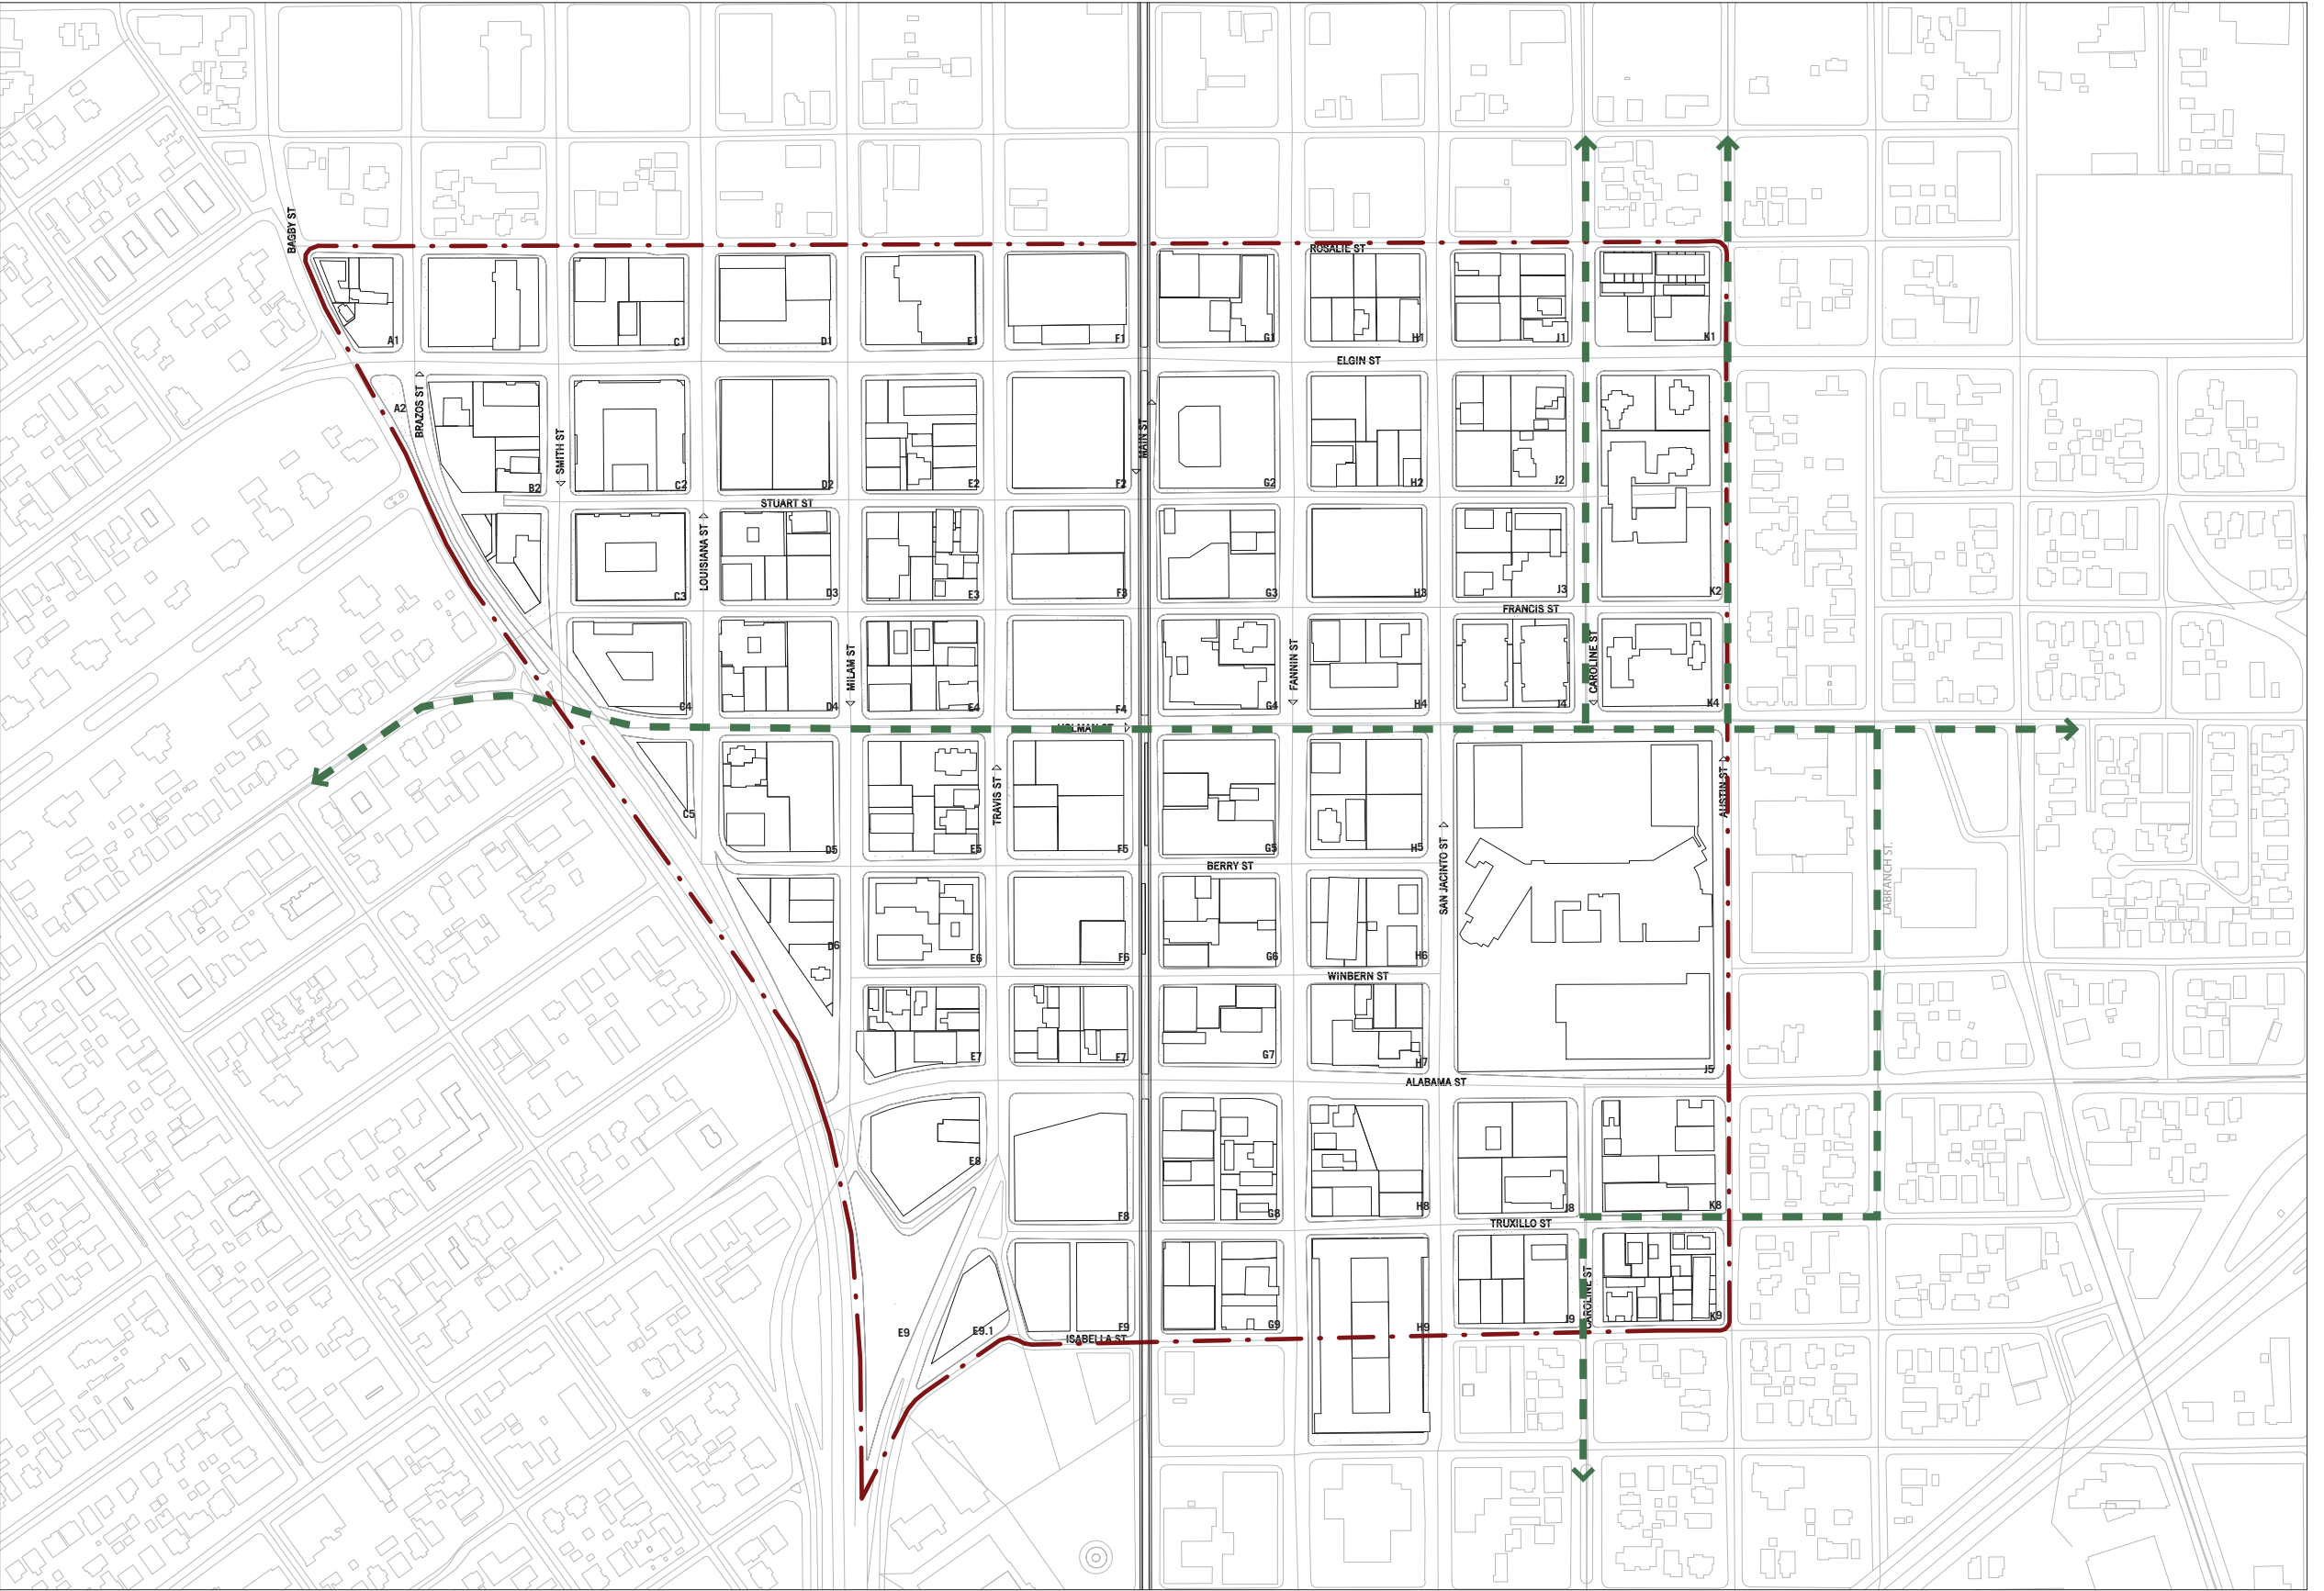 BAGBY ST
ROSALIE ST
A1
C1
D1
E1
F1
G1
H1
J1
K1
ELGIN ST
A2
BRAZOS ST
SMITH ST
MAIN ST
B2
C2
D2
E2
F2
G2
H2
J2
STUART ST
LOUISIANA ST
C3
D3
E3
F3
G3
H3
J3
K2
FRANCIS ST
MILAM ST
FANNIN ST
CAROLINE ST
C4
D4
E4
F4
G4
H4
J4
K4
HOLMAN ST
TRAVIS ST
AUSTIN ST
C5
D5
E5
F5
G5
H5
BERRY ST
SAN JACINTO ST
LABRANCH ST.
D6
E6
F6
G6
H6
WINBERN ST
E7
F7
G7
H7
J5
ALABAMA ST
E8
F8
G8
H8
J8
K8
TRUXILLO ST
CAROLINE ST
E9
E9.1
F9
G9
H9
J9
K9
ISABELLA ST